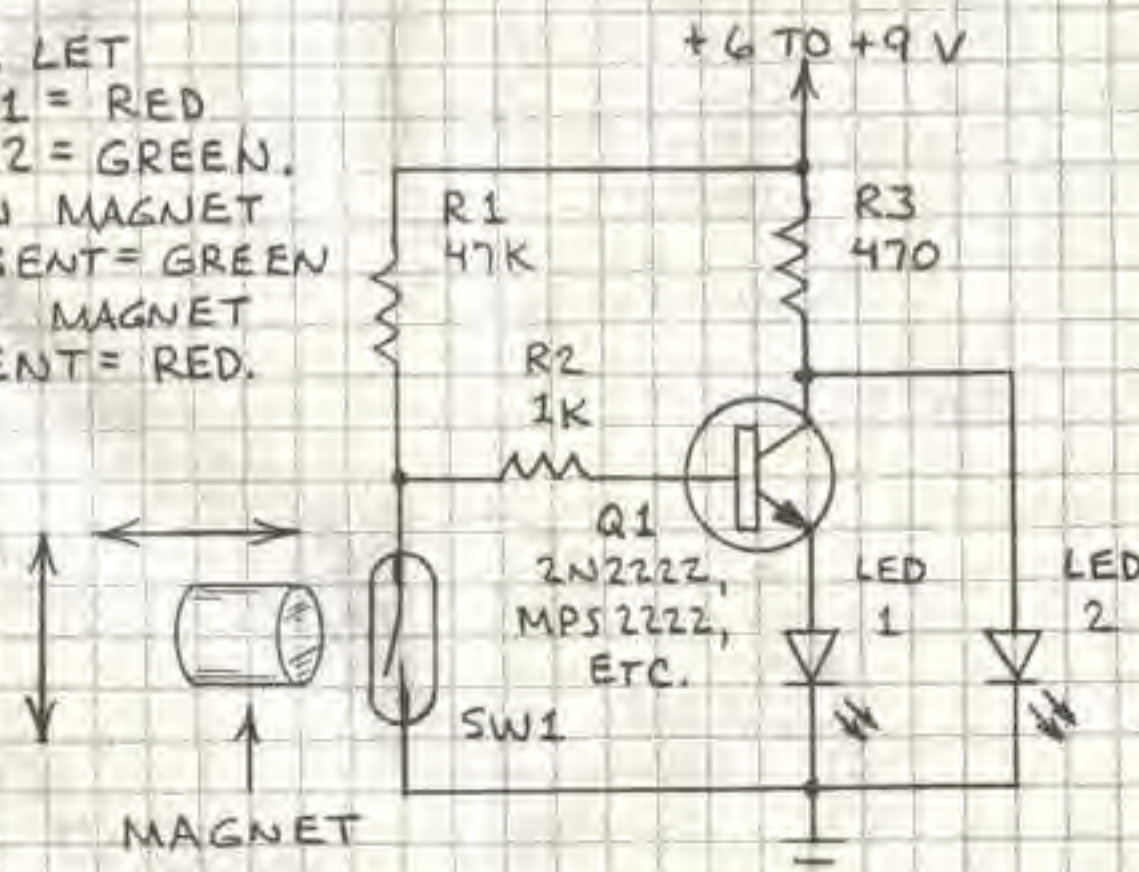 LET
1 = RED
2 = GREEN.
MAGNET
SENT = GREEN
MAGNET
ENT = RED.
+6 TO +9 V
R1
47K
R3
470
R2
1K
Q1
2N2222,
MPS2222,
ETC.
LED
1
LED
2
SW1
MAGNET